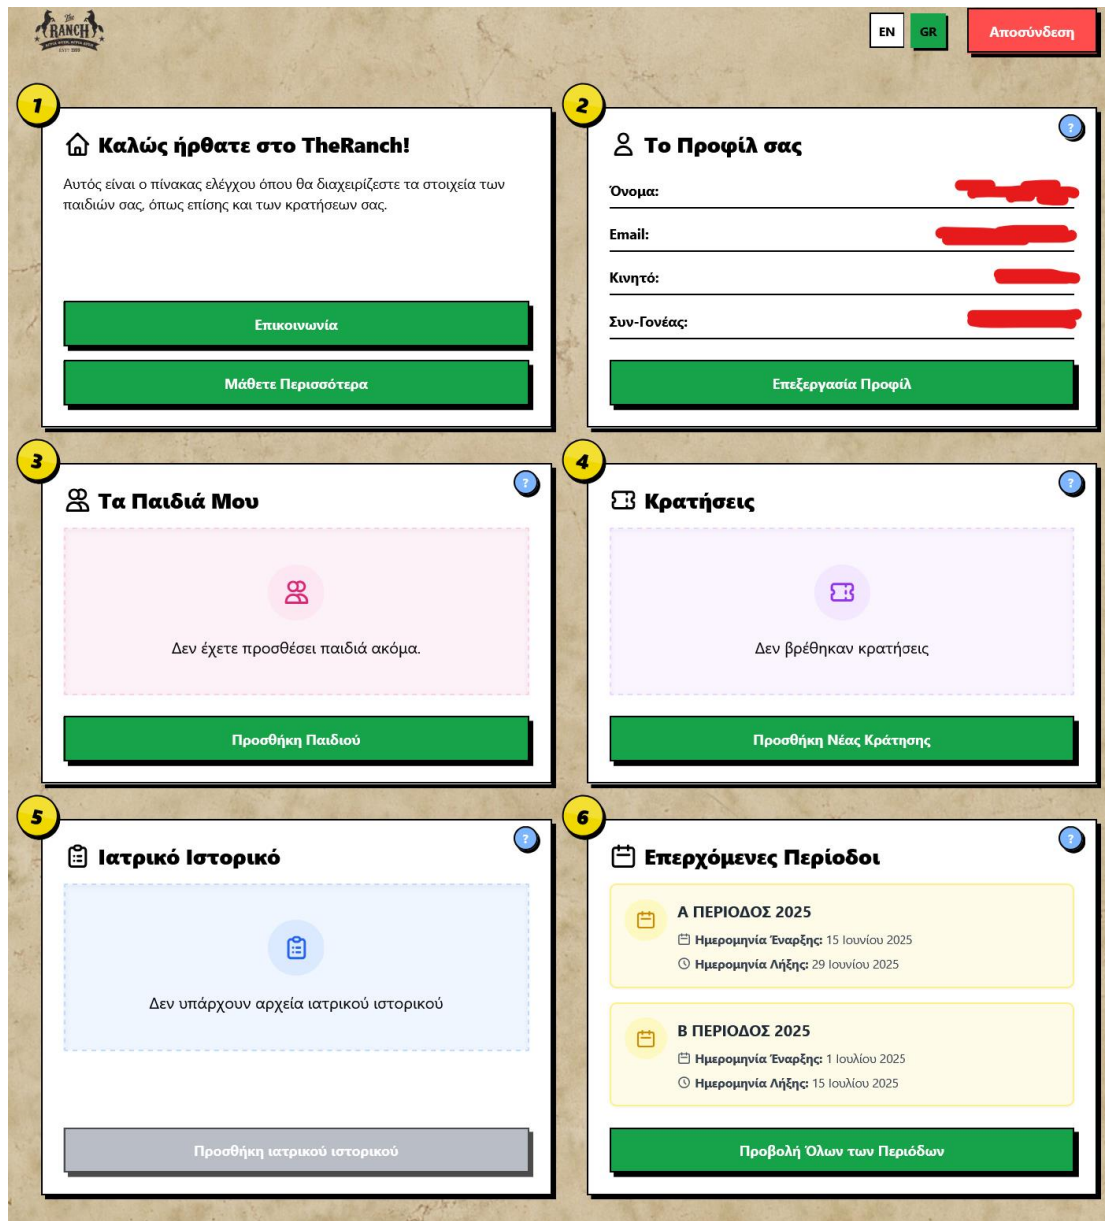 The
RANCH
EN
GR
Αποσύνδεση
1
Καλώς ήρθατε στο TheRanch!
Αυτός είναι ο πίνακας ελέγχου όπου θα διαχειρίζεστε τα στοιχεία των
παιδιών σας, όπως επίσης και των κρατήσεων σας.
Επικοινωνία
Μάθετε Περισσότερα
2
?
Το Προφίλ σας
Όνομα:
Email:
Κινητό:
Συν-Γονέας:
Επεξεργασία Προφίλ
3
?
Τα Παιδιά Μου
Δεν έχετε προσθέσει παιδιά ακόμα.
Προσθήκη Παιδιού
4
?
Κρατήσεις
Δεν βρέθηκαν κρατήσεις
Προσθήκη Νέας Κράτησης
5
?
Ιατρικό Ιστορικό
Δεν υπάρχουν αρχεία ιατρικού ιστορικού
Προσθήκη ιατρικού ιστορικού
6
?
Επερχόμενες Περίοδοι
Α ΠΕΡΙΟΔΟΣ 2025
Ημερομηνία Έναρξης: 15 Ιουνίου 2025
Ημερομηνία Λήξης: 29 Ιουνίου 2025
Β ΠΕΡΙΟΔΟΣ 2025
Ημερομηνία Έναρξης: 1 Ιουλίου 2025
Ημερομηνία Λήξης: 15 Ιουλίου 2025
Προβολή Όλων των Περιόδων